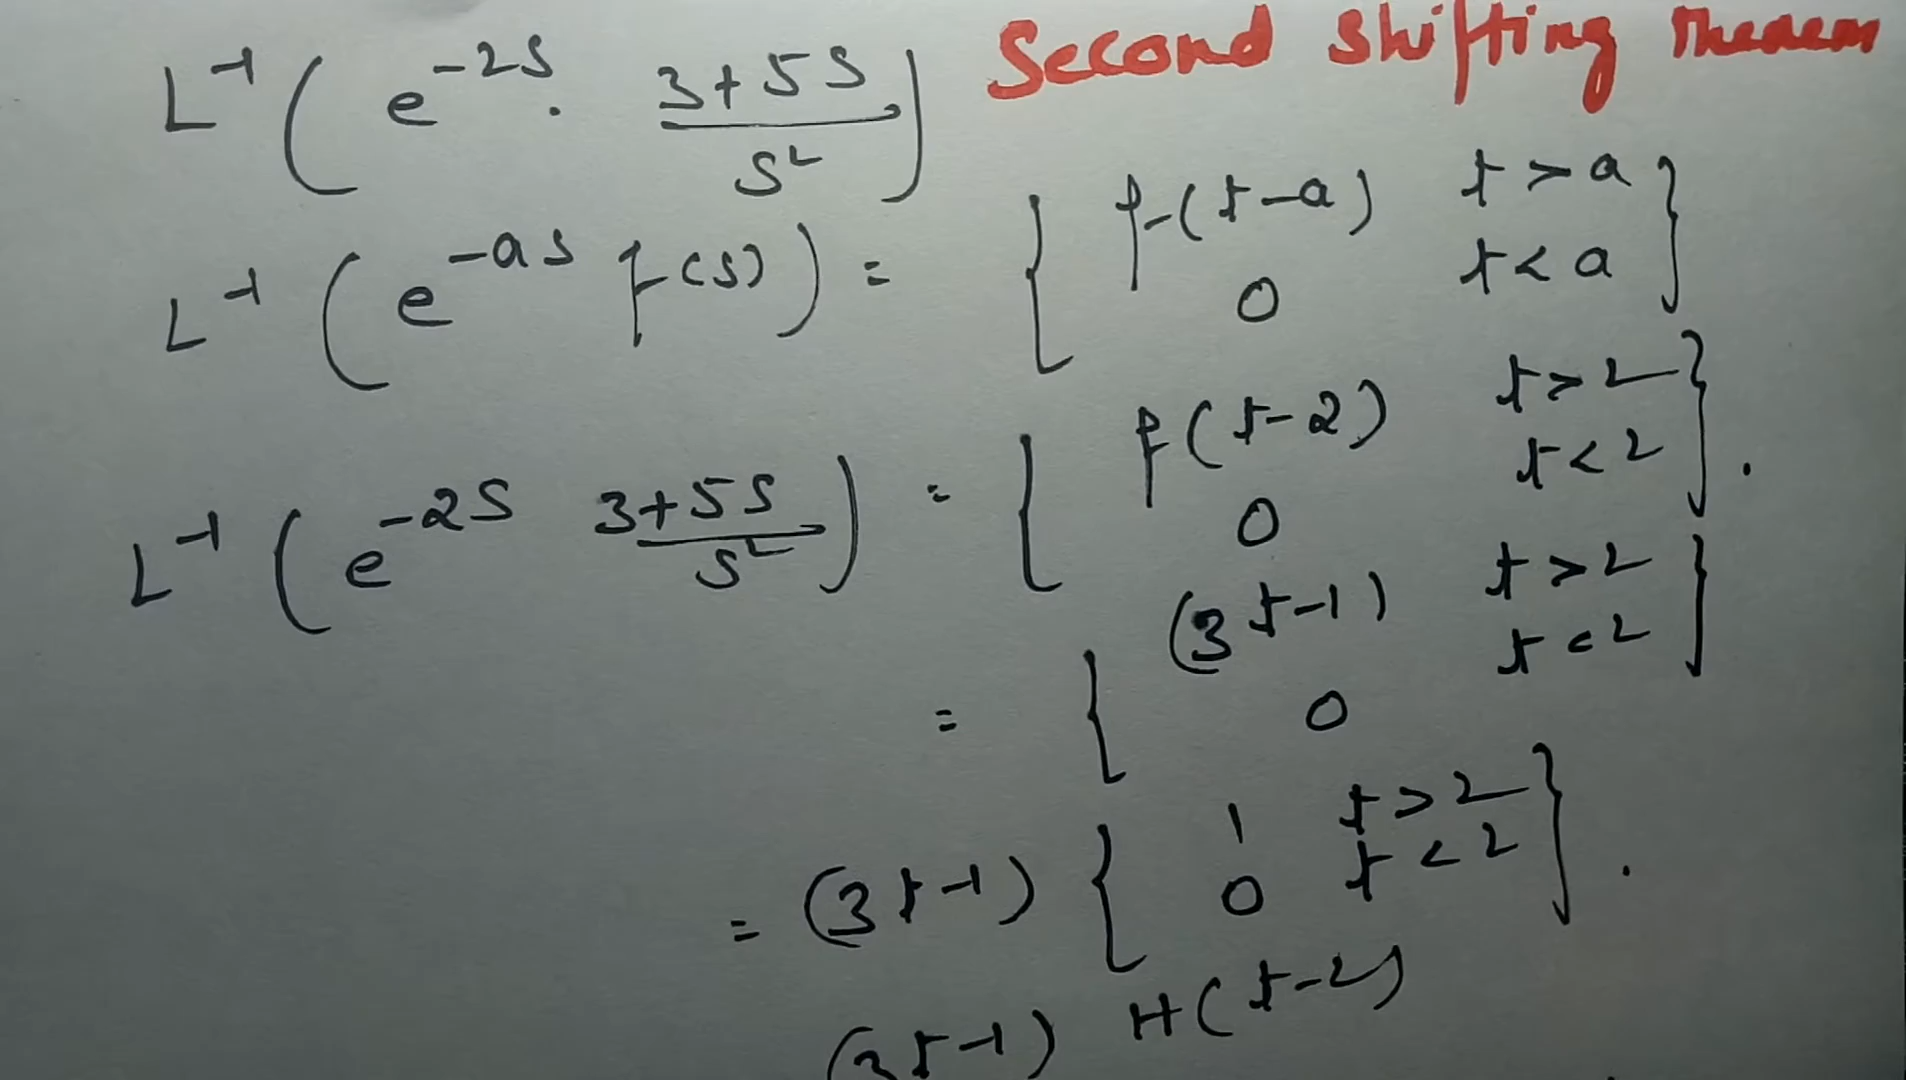 L⁻¹ ( e^{-2S} . (3+5S)/S² ) Second Shifting Theorem
L⁻¹ ( e^{-as} f(s) ) = { f(t-a) t > a
0 t < a }
L⁻¹ ( e^{-2S} (3+5S)/S² ) = { f(t-2) t > 2
0 t < 2 } .
= { (3t-1) t > 2
0 t < 2 }
= (3t-1) { 1 t > 2
0 t < 2 } .
(3t-1) H(t-2)